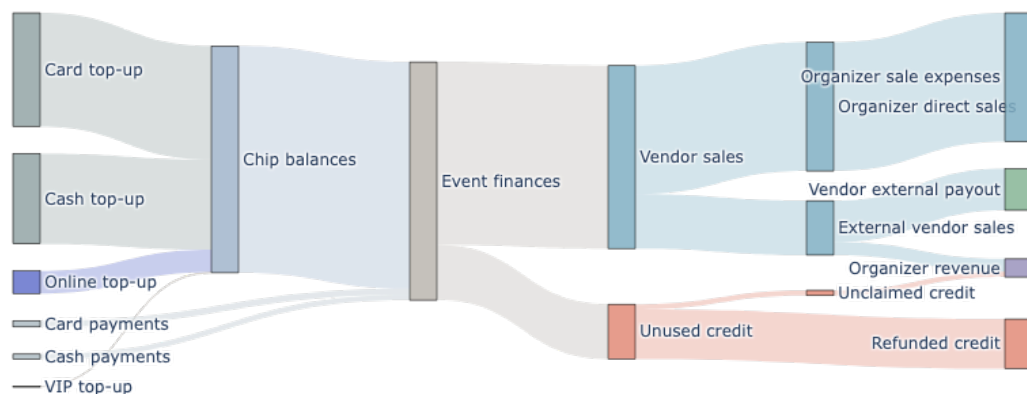 Card top-up
Cash top-up
Online top-up
Card payments
Cash payments
VIP top-up
Chip balances
Event finances
Vendor sales
Unused credit
Organizer sale expenses
Organizer direct sales
Vendor external payout
External vendor sales
Organizer revenue
Unclaimed credit
Refunded credit